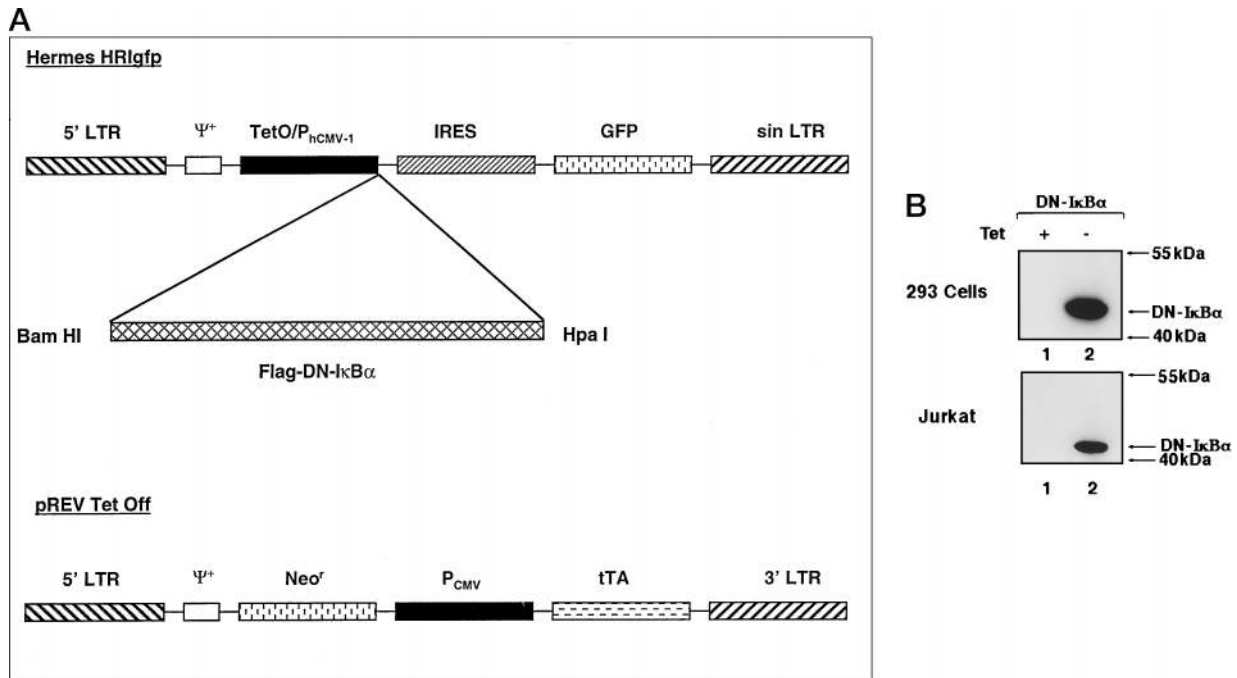 A
Hermes HRIgfp
5' LTR Ψ+ TetO/PhCMV-1 IRES GFP sin LTR
Bam HI Hpa I
Flag-DN-IκBα
pREV Tet Off
5' LTR Ψ+ Neor PCMV tTA 3' LTR
B
DN-IκBα
Tet + -
55kDa
293 Cells
DN-IκBα
40kDa
1 2
55kDa
Jurkat
DN-IκBα
40kDa
1 2